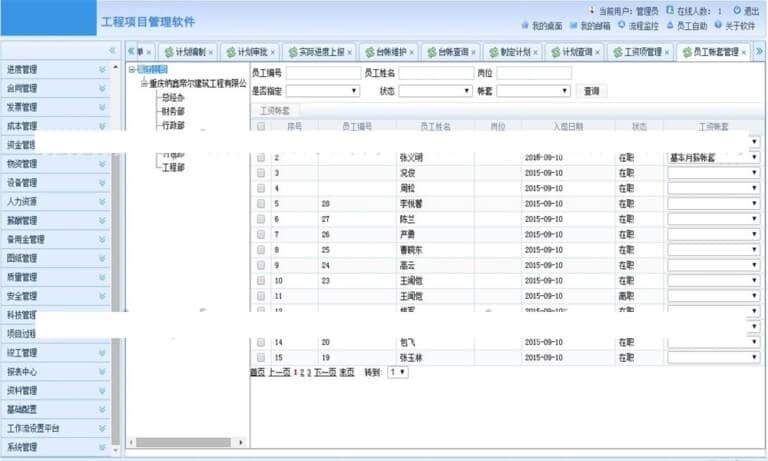 工程项目管理软件
当前用户：管理员 在线人数：1 退出
我的桌面 我的邮箱 流程监控 员工自助 关于软件
单 × 计划编制 × 计划审批 × 实际进度上报 × 台帐维护 × 台帐查询 × 制定计划 × 计划查询 × 工资项管理 × 员工帐套管理 ×
进度管理
合同管理
发票管理
成本管理
资金管理
物资管理
设备管理
人力资源
薪酬管理
备用金管理
图纸管理
质量管理
安全管理
科技管理
项目过程
竣工管理
报表中心
资料管理
基础配置
工作流设置平台
系统管理
重庆纳鑫帝尔建筑工程有限公
总经办
财务部
行政部
工程部
员工编号 员工姓名 岗位
是否指定 状态 帐套 查询
工资帐套
序号 员工编号 员工姓名 岗位 入层日期 状态 工资帐套
2 张义明 2016-09-10 在职 基本月薪帐套
3 况俊 2015-09-10 在职
4 周松 2015-09-10 在职
5 28 李悦馨 2015-09-10 在职
6 27 陈兰 2015-09-10 在职
7 26 严勇 2015-09-10 在职
8 25 曹晓东 2015-09-10 在职
9 24 高云 2015-09-10 在职
10 23 王闻恺 2015-09-10 在职
11 王闻恺 2015-09-10 离职
14 20 包飞 2015-09-10 在职
15 19 张玉林 2015-09-10 在职
首页 上一页 1 2 3 下一页 末页 转到： 1